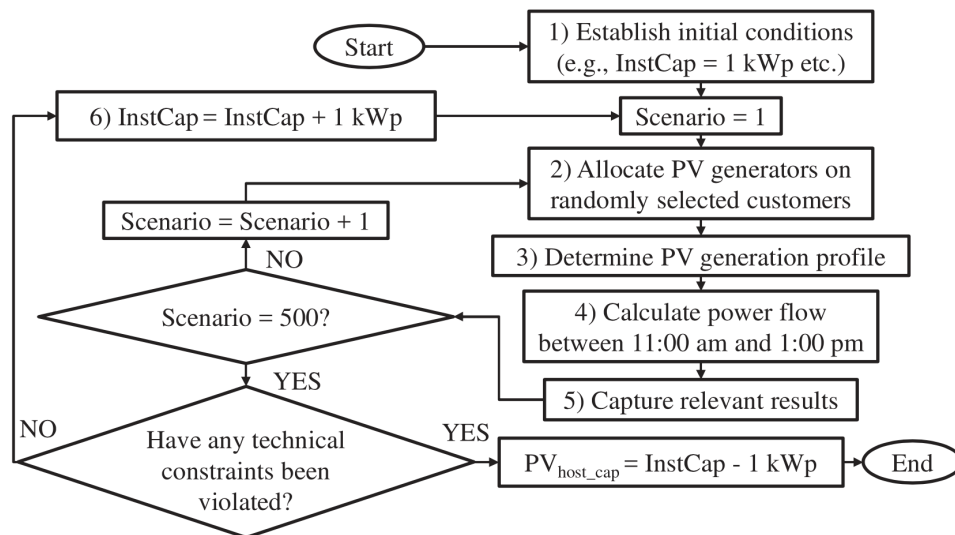 Start
1) Establish initial conditions
(e.g., InstCap = 1 kWp etc.)
6) InstCap = InstCap + 1 kWp
Scenario = 1
2) Allocate PV generators on
randomly selected customers
Scenario = Scenario + 1
3) Determine PV generation profile
NO
Scenario = 500?
4) Calculate power flow
between 11:00 am and 1:00 pm
YES
5) Capture relevant results
NO
Have any technical
constraints been
violated?
YES
PVhost_cap = InstCap - 1 kWp
End